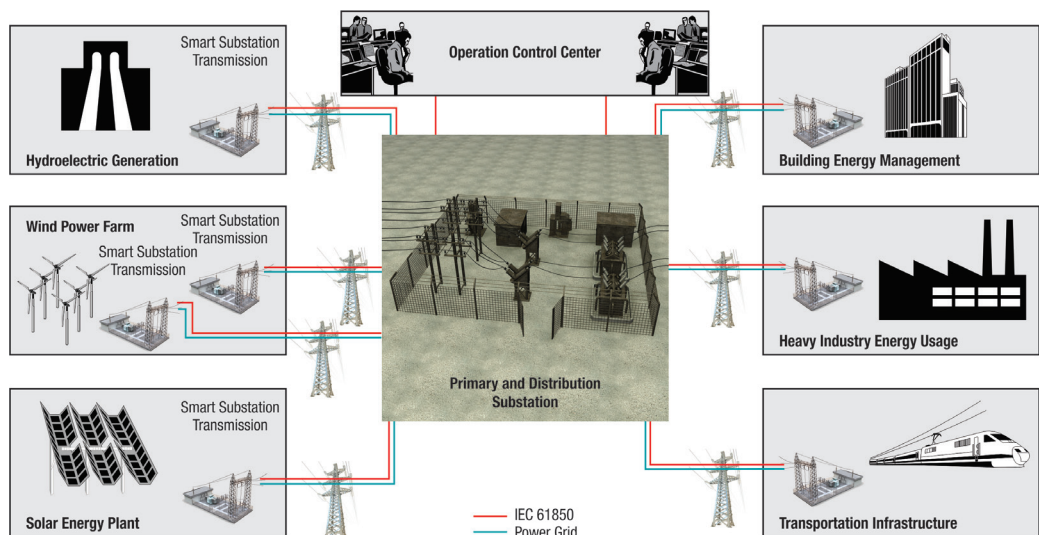 Smart Substation
Transmission
Hydroelectric Generation
Operation Control Center
Building Energy Management
Wind Power Farm
Smart Substation
Transmission
Smart Substation
Transmission
Heavy Industry Energy Usage
Primary and Distribution
Substation
Smart Substation
Transmission
Solar Energy Plant
IEC 61850
Power Grid
Transportation Infrastructure